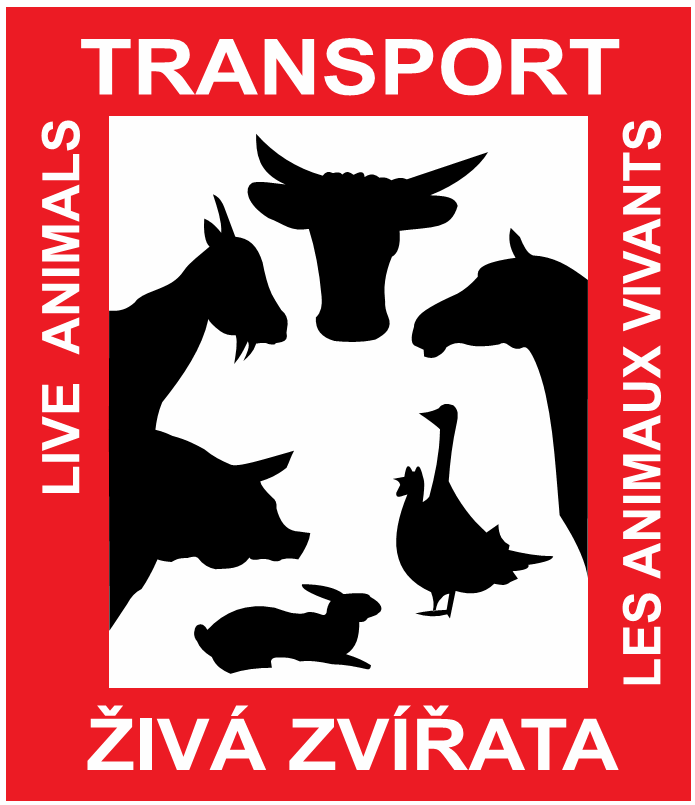 TRANSPORT
LIVE ANIMALS
LES ANIMAUX VIVANTS
ŽIVÁ ZVÍŘATA